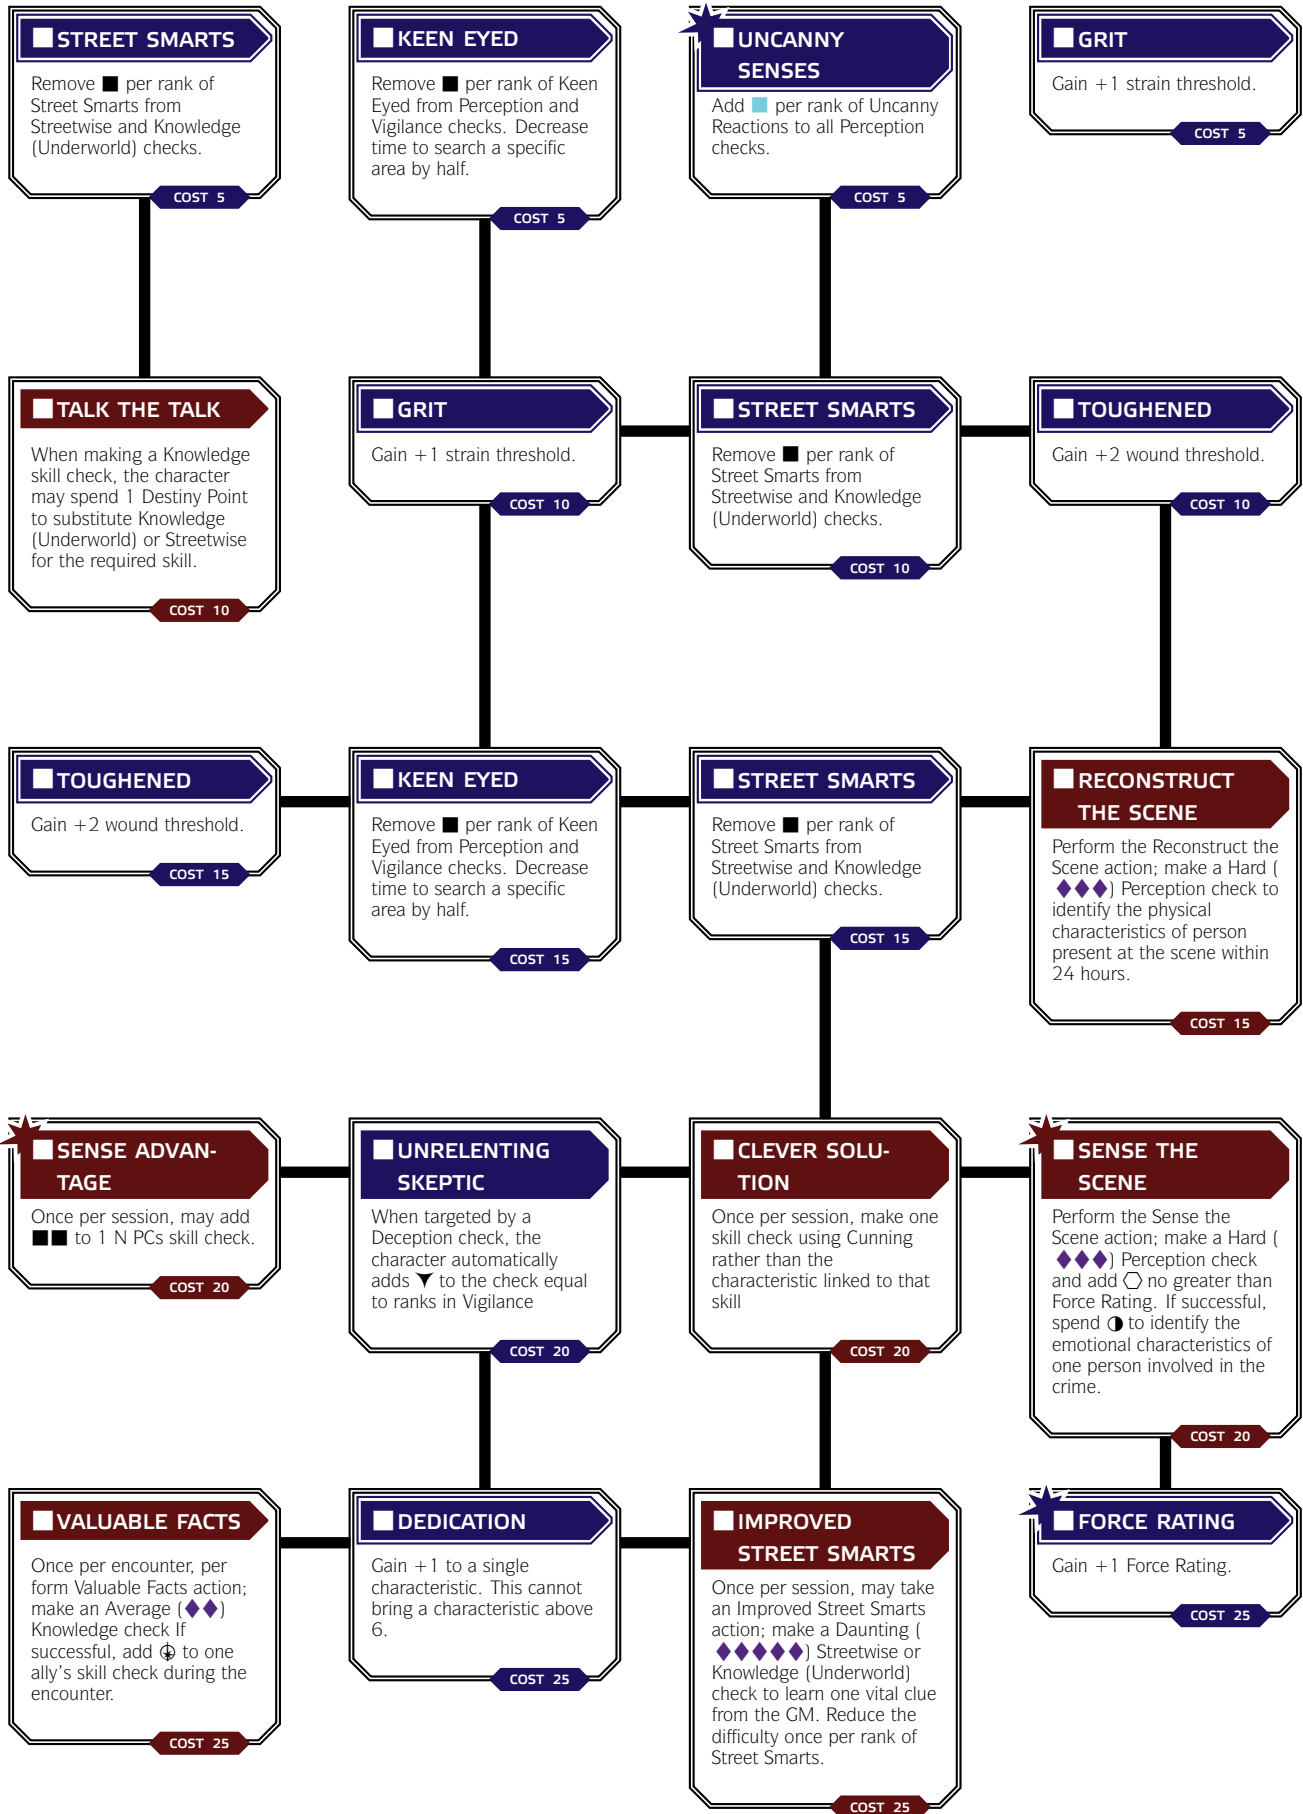 STREET SMARTS
Remove per rank of
Street Smarts from
Streetwise and Knowledge
(Underworld) checks.
COST 5
KEEN EYED
Remove per rank of Keen
Eyed from Perception and
Vigilance checks. Decrease
time to search a specific
area by half.
COST 5
UNCANNY
SENSES
Add per rank of Uncanny
Reactions to all Perception
checks.
COST 5
GRIT
Gain +1 strain threshold.
COST 5
TALK THE TALK
When making a Knowledge
skill check, the character
may spend 1 Destiny Point
to substitute Knowledge
(Underworld) or Streetwise
for the required skill.
COST 10
GRIT
Gain +1 strain threshold.
COST 10
STREET SMARTS
Remove per rank of
Street Smarts from
Streetwise and Knowledge
(Underworld) checks.
COST 10
TOUGHENED
Gain +2 wound threshold.
COST 10
TOUGHENED
Gain +2 wound threshold.
COST 15
KEEN EYED
Remove per rank of Keen
Eyed from Perception and
Vigilance checks. Decrease
time to search a specific
area by half.
COST 15
STREET SMARTS
Remove per rank of
Street Smarts from
Streetwise and Knowledge
(Underworld) checks.
COST 15
RECONSTRUCT
THE SCENE
Perform the Reconstruct the
Scene action; make a Hard (
♦♦♦) Perception check to
identify the physical
characteristics of person
present at the scene within
24 hours.
COST 15
SENSE ADVAN-
TAGE
Once per session, may add
■■ to 1 N PCs skill check.
COST 20
UNRELENTING
SKEPTIC
When targeted by a
Deception check, the
character automatically
adds to the check equal
to ranks in Vigilance
COST 20
CLEVER SOLU-
TION
Once per session, make one
skill check using Cunning
rather than the
characteristic linked to that
skill
COST 20
SENSE THE
SCENE
Perform the Sense the
Scene action; make a Hard (
♦♦♦) Perception check
and add no greater than
Force Rating. If successful,
spend to identify the
emotional characteristics of
one person involved in the
crime.
COST 20
VALUABLE FACTS
Once per encounter, per
form Valuable Facts action;
make an Average (♦♦)
Knowledge check If
successful, add to one
ally's skill check during the
encounter.
COST 25
DEDICATION
Gain +1 to a single
characteristic. This cannot
bring a characteristic above
6.
COST 25
IMPROVED
STREET SMARTS
Once per session, may take
an Improved Street Smarts
action; make a Daunting (
♦♦♦♦♦) Streetwise or
Knowledge (Underworld)
check to learn one vital clue
from the GM. Reduce the
difficulty once per rank of
Street Smarts.
COST 25
FORCE RATING
Gain +1 Force Rating.
COST 25